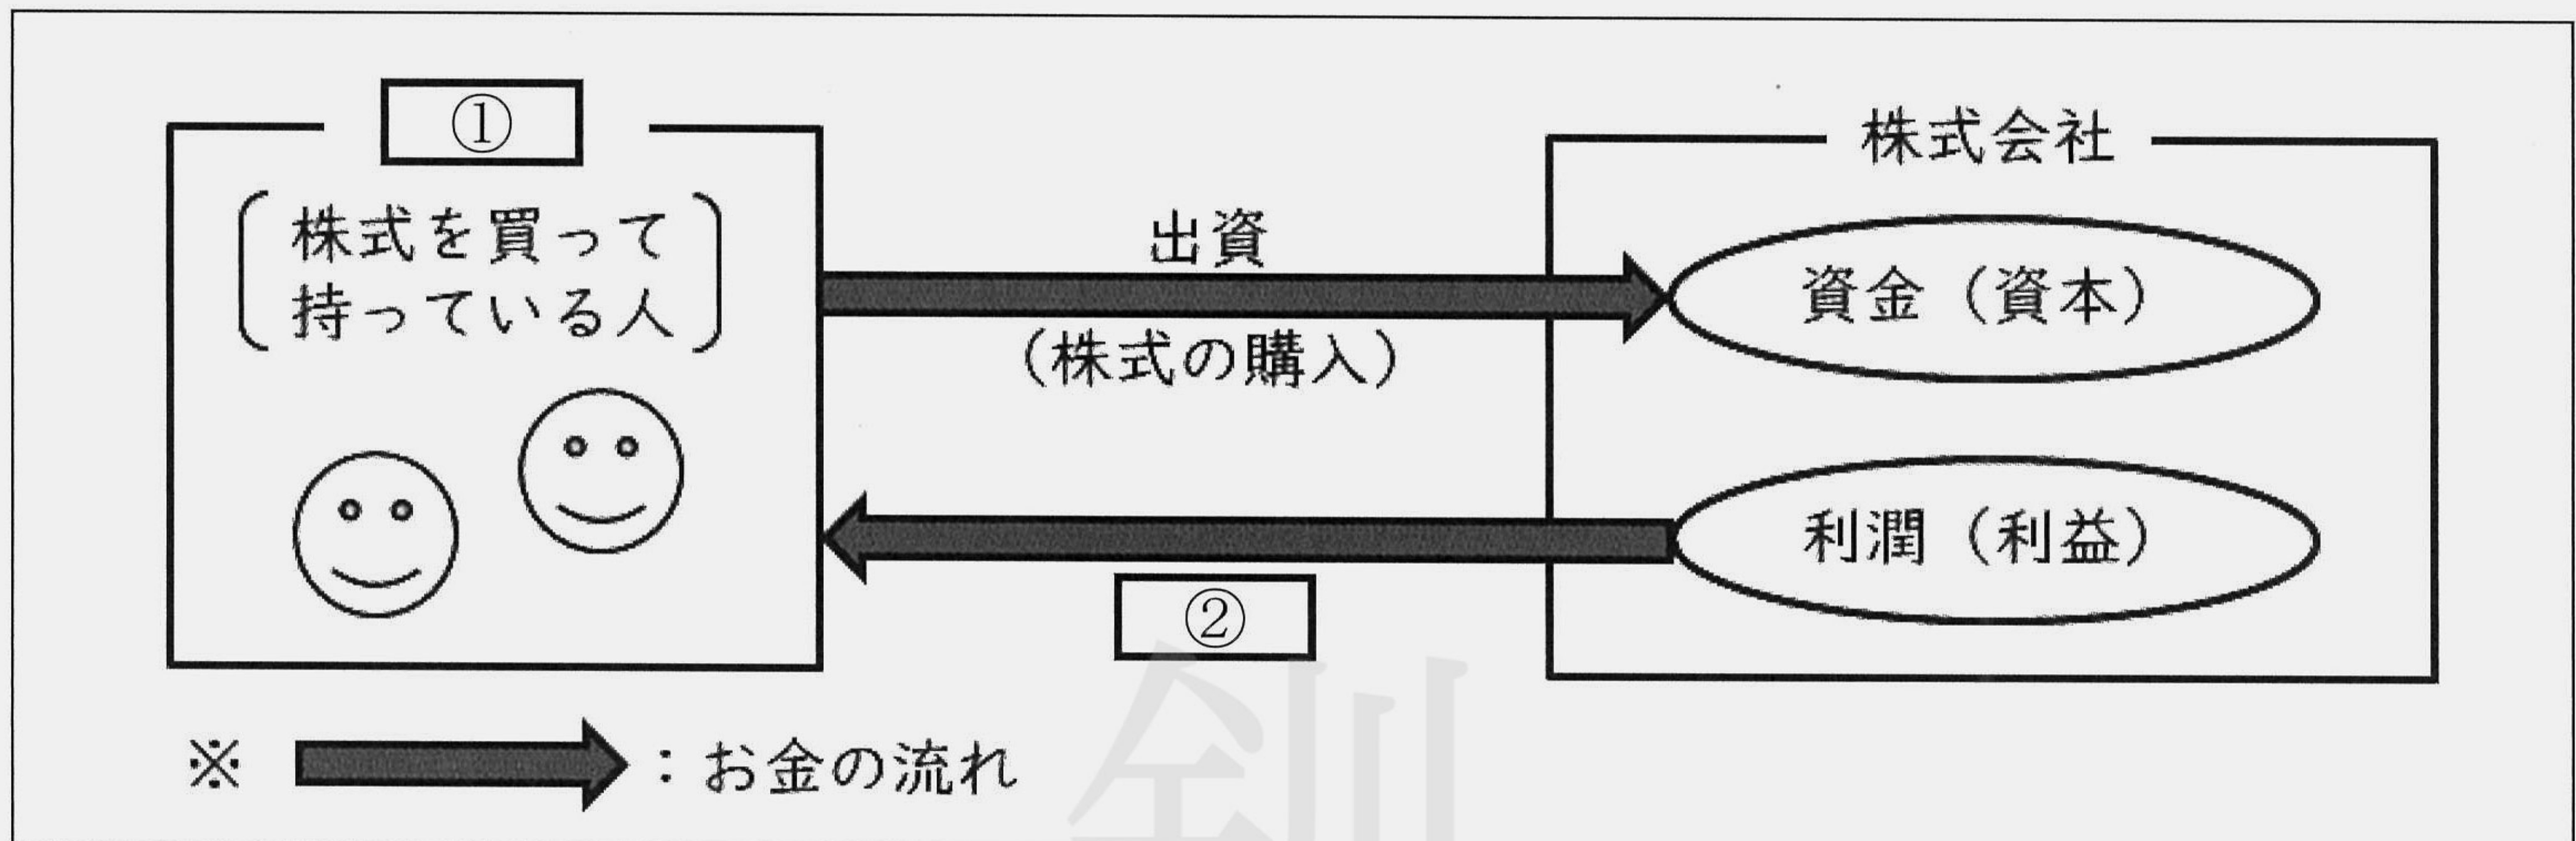 ①
株式を買って
持っている人
出資
(株式の購入)
株式会社
資金(資本)
利潤(利益)
②
※ :お金の流れ